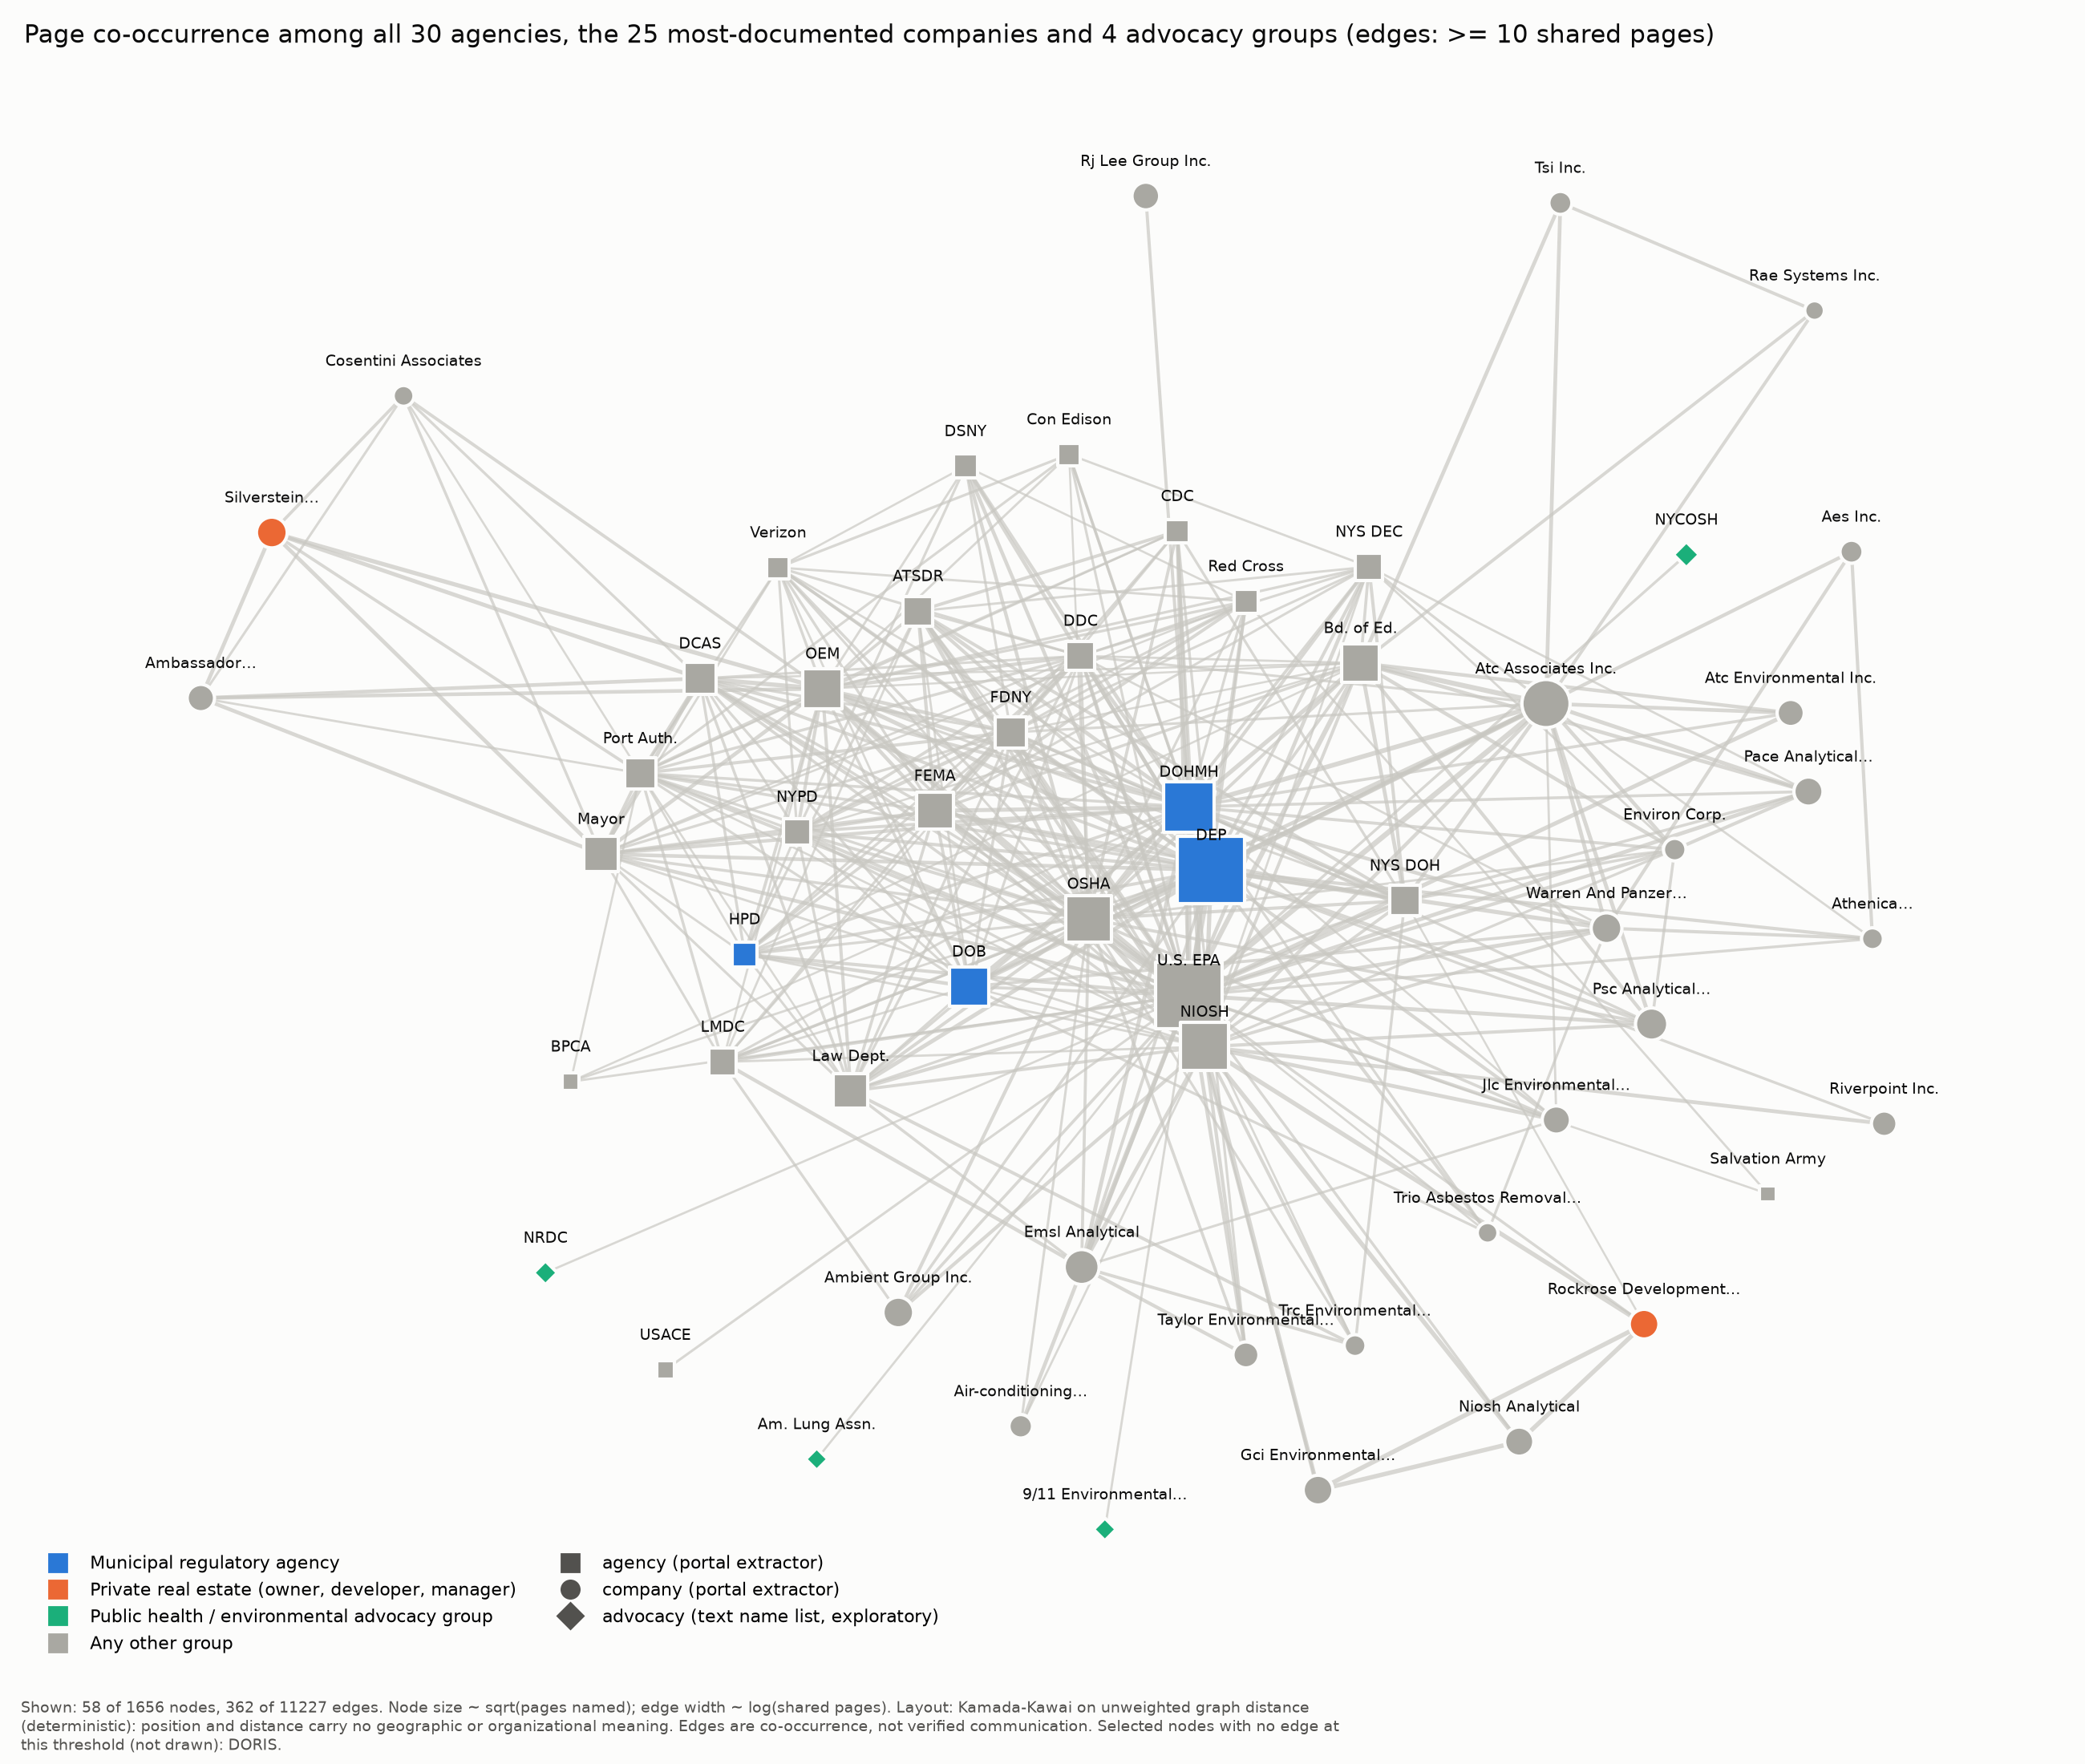 Page co-occurrence among all 30 agencies, the 25 most-documented companies and 4 advocacy groups (edges: >= 10 shared pages)
Rj Lee Group Inc.
Tsi Inc.
Rae Systems Inc.
Cosentini Associates
Con Edison
DSNY
CDC
Silverstein…
NYCOSH
Aes Inc.
Verizon
NYS DEC
Red Cross
ATSDR
DDC
Bd. of Ed.
DCAS
OEM
Ambassador…
Atc Associates Inc.
Atc Environmental Inc.
FDNY
Port Auth.
Pace Analytical…
DOHMH
FEMA
NYPD
Mayor
Environ Corp.
DEP
NYS DOH
OSHA
Warren And Panzer…
Athenica…
HPD
DOB
U.S. EPA
Psc Analytical…
NIOSH
LMDC
BPCA
Law Dept.
Jlc Environmental…
Riverpoint Inc.
Salvation Army
Trio Asbestos Removal…
NRDC
Emsl Analytical
Ambient Group Inc.
Rockrose Development…
Trc Environmental…
Taylor Environmental…
USACE
Air-conditioning…
Niosh Analytical
Am. Lung Assn.
Gci Environmental…
9/11 Environmental…
Municipal regulatory agency
Private real estate (owner, developer, manager)
Public health / environmental advocacy group
Any other group
agency (portal extractor)
company (portal extractor)
advocacy (text name list, exploratory)
Shown: 58 of 1656 nodes, 362 of 11227 edges. Node size ~ sqrt(pages named); edge width ~ log(shared pages). Layout: Kamada-Kawai on unweighted graph distance
(deterministic): position and distance carry no geographic or organizational meaning. Edges are co-occurrence, not verified communication. Selected nodes with no edge at
this threshold (not drawn): DORIS.